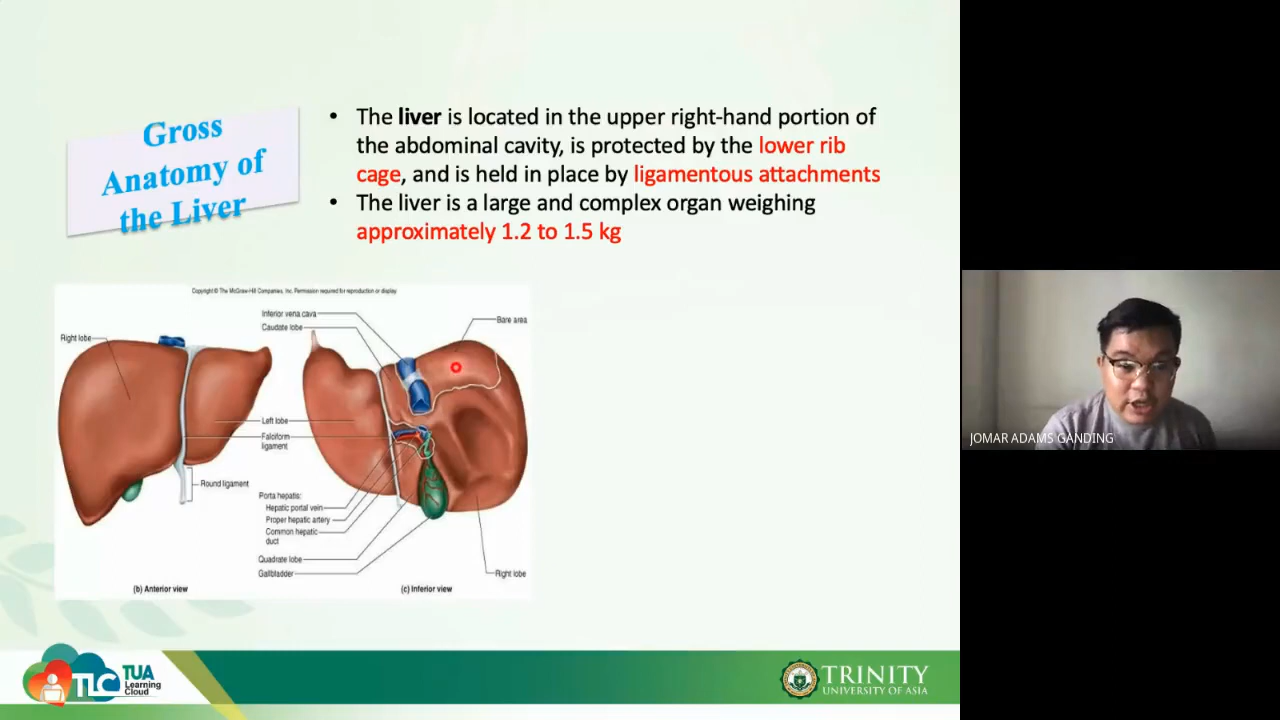 Gross
Anatomy of
the Liver
• The liver is located in the upper right-hand portion of
the abdominal cavity, is protected by the lower rib
cage, and is held in place by ligamentous attachments
• The liver is a large and complex organ weighing
approximately 1.2 to 1.5 kg
Copyright © The McGraw-Hill Companies, Inc. Permission required for reproduction or display.
Right lobe
Inferior vena cava
Caudate lobe
Bare area
Left lobe
Falciform
ligament
Round ligament
Porta hepatis:
Hepatic portal vein
Proper hepatic artery
Common hepatic
duct
Quadrate lobe
Gallbladder
Right lobe
(b) Anterior view
(c) Inferior view
JOMAR ADAMS GANDING
TLC
TUA
Learning
Cloud
TRINITY
UNIVERSITY OF ASIA